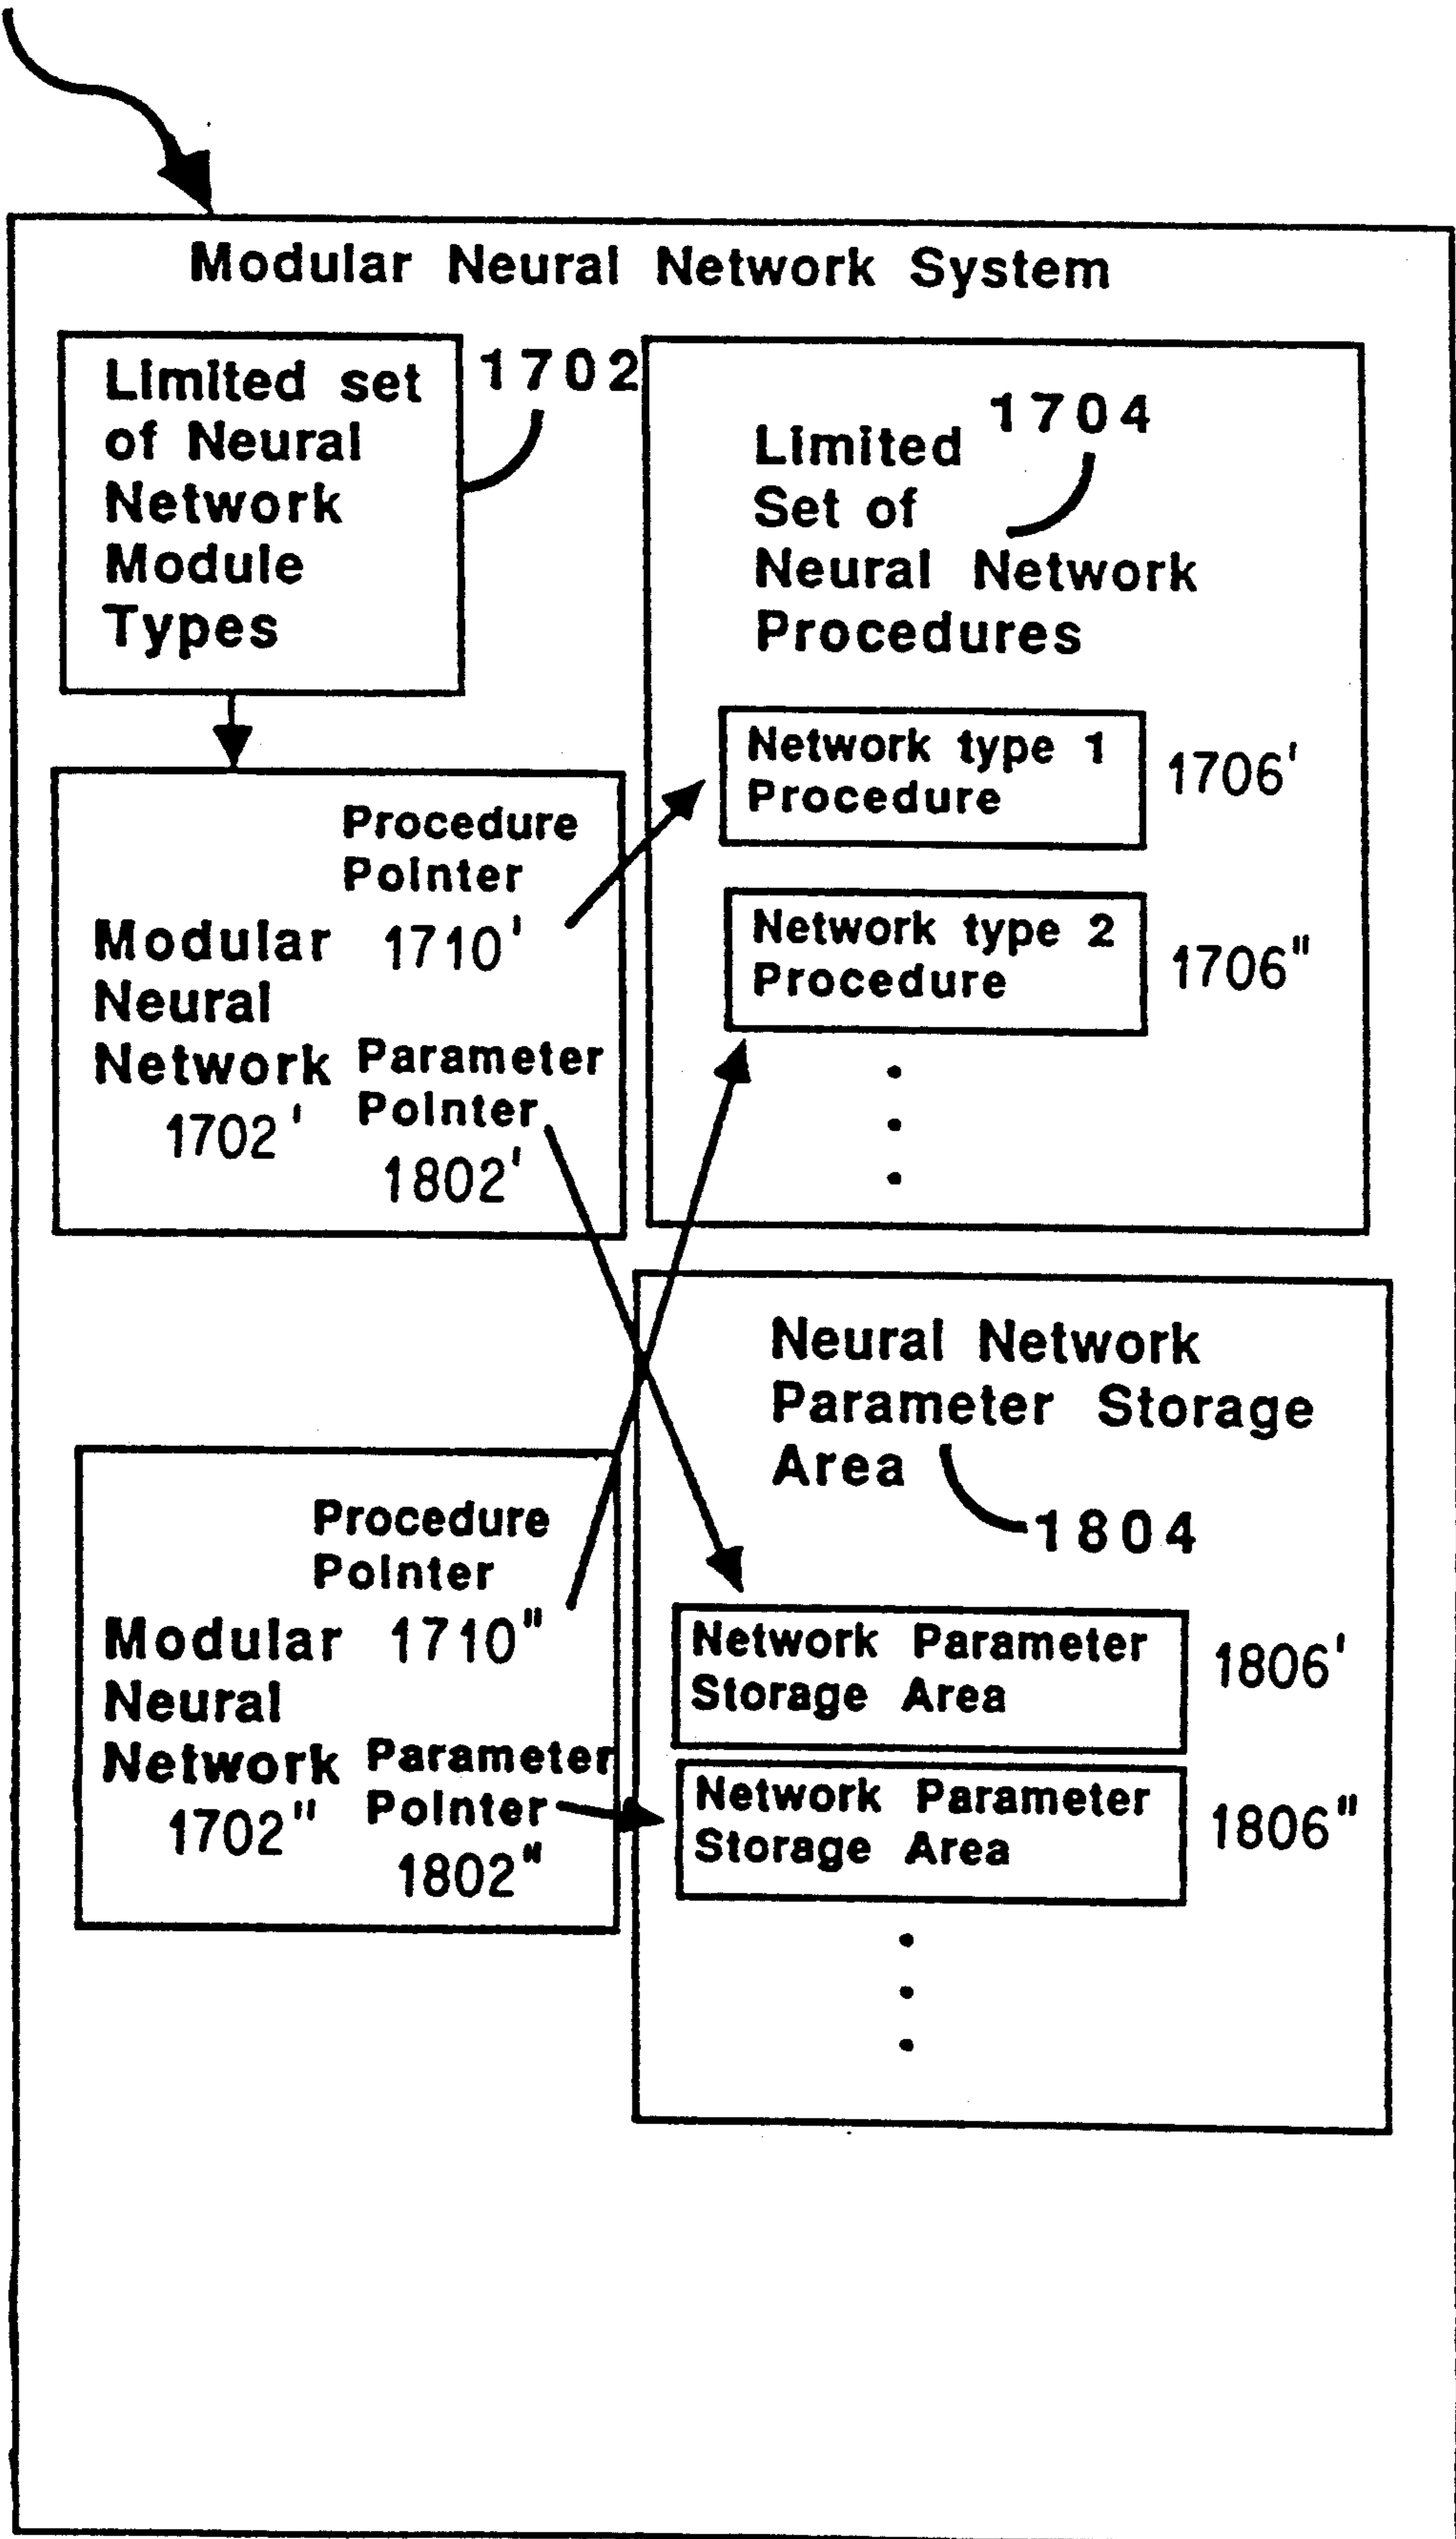 Modular Neural Network System
Limited set
of Neural
Network
Module
Types
1702
Limited
Set of
Neural Network
Procedures
1704
Network type 1
Procedure
1706'
Network type 2
Procedure
1706"
Procedure
Pointer
1710'
Modular
Neural
Network
1702'
Parameter
Pointer
1802'
Neural Network
Parameter Storage
Area
1804
Procedure
Pointer
1710"
Modular
Neural
Network
1702"
Parameter
Pointer
1802"
Network Parameter
Storage Area
1806'
Network Parameter
Storage Area
1806"